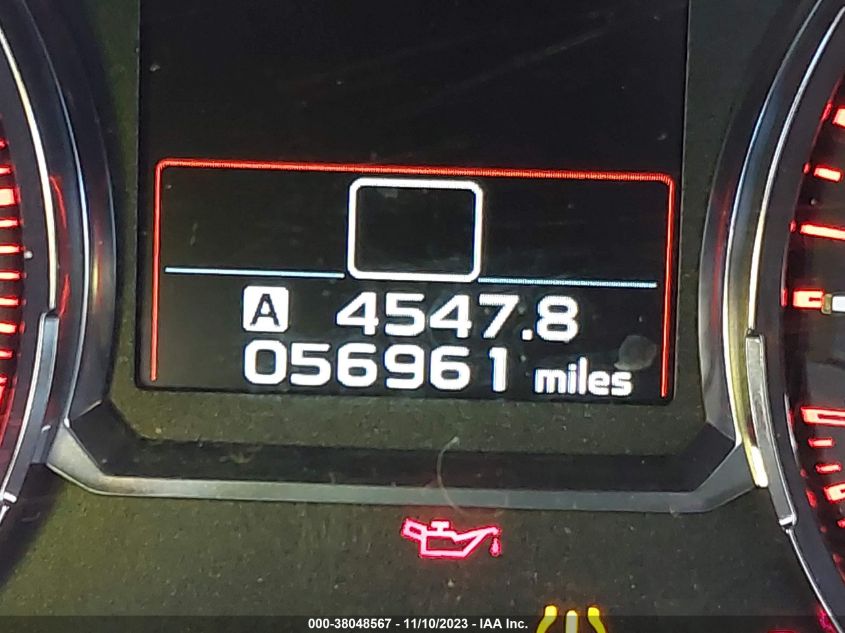 A 4547.8
056961 miles
000-38048567 - 11/10/2023 - IAA Inc.